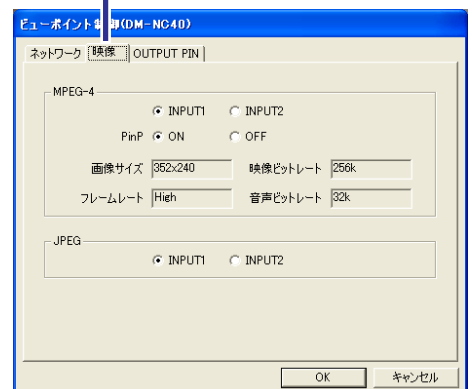 ビューポイント制御(DM-NC40)
ネットワーク 映像 OUTPUT PIN
MPEG-4
INPUT1 INPUT2
PinP ON OFF
画像サイズ 352x240 映像ビットレート 256k
フレームレート High 音声ビットレート 32k
JPEG
INPUT1 INPUT2
OK キャンセル